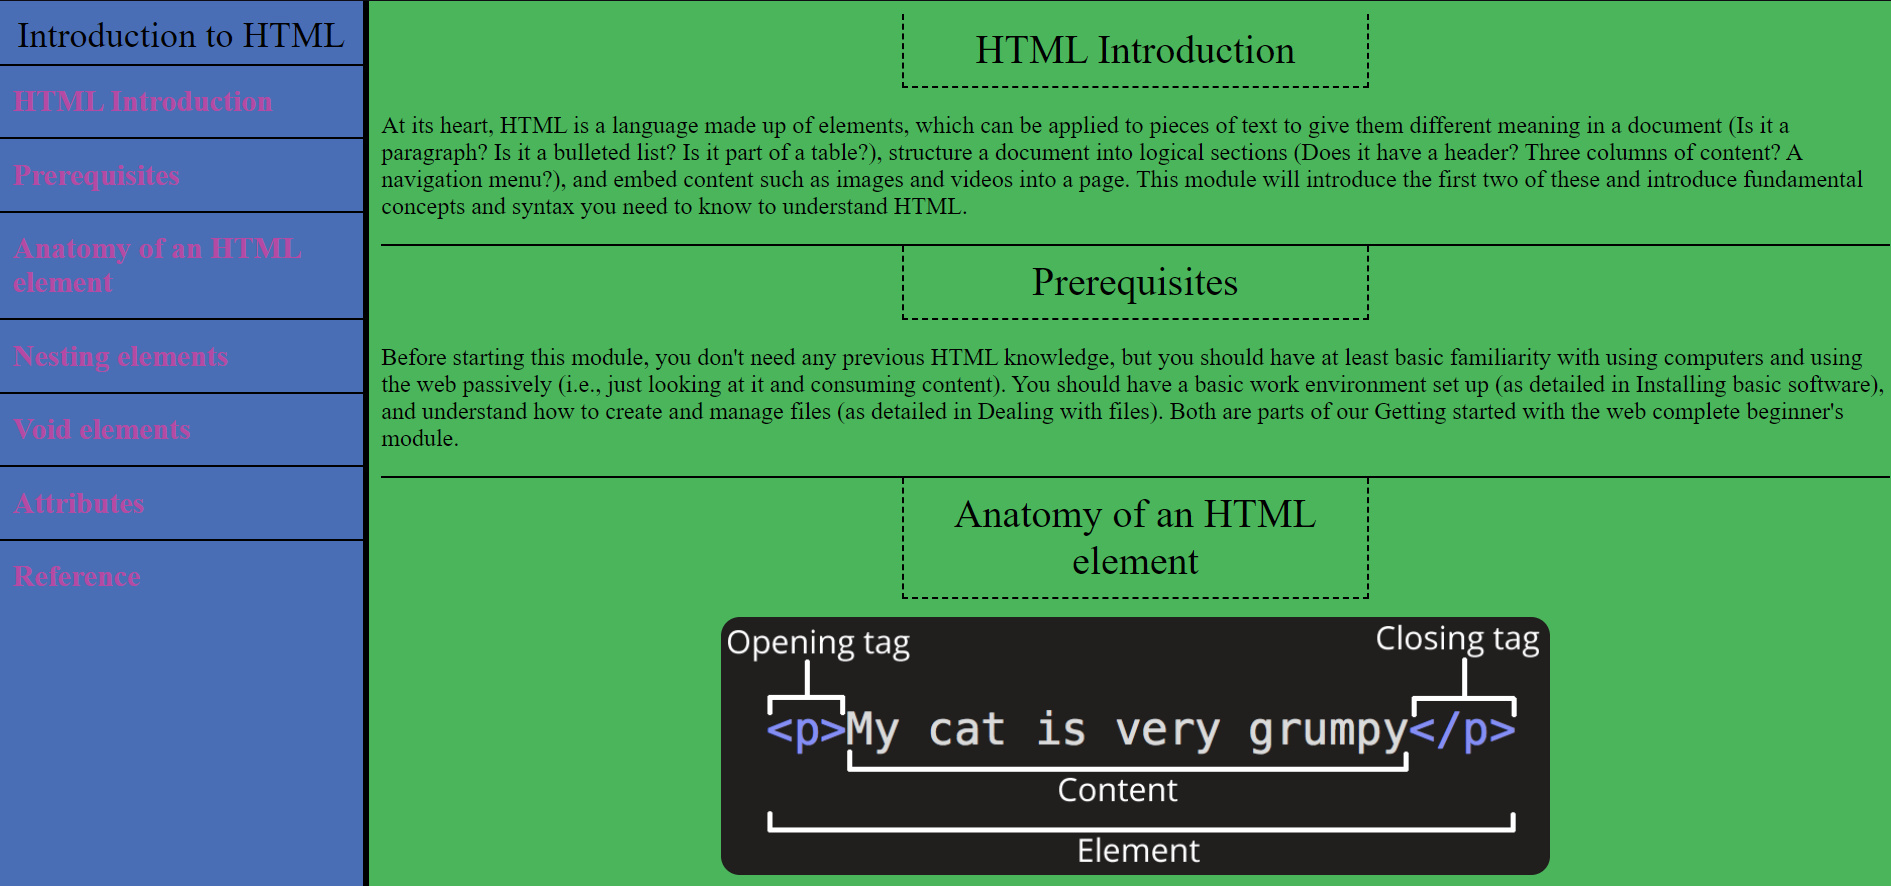 Introduction to HTML
HTML Introduction
Prerequisites
Anatomy of an HTML
element
Nesting elements
Void elements
Attributes
Reference
HTML Introduction
At its heart, HTML is a language made up of elements, which can be applied to pieces of text to give them different meaning in a document (Is it a
paragraph? Is it a bulleted list? Is it part of a table?), structure a document into logical sections (Does it have a header? Three columns of content? A
navigation menu?), and embed content such as images and videos into a page. This module will introduce the first two of these and introduce fundamental
concepts and syntax you need to know to understand HTML.
Prerequisites
Before starting this module, you don't need any previous HTML knowledge, but you should have at least basic familiarity with using computers and using
the web passively (i.e., just looking at it and consuming content). You should have a basic work environment set up (as detailed in Installing basic software),
and understand how to create and manage files (as detailed in Dealing with files). Both are parts of our Getting started with the web complete beginner's
module.
Anatomy of an HTML
element
Opening tag
Closing tag
<p>My cat is very grumpy</p>
Content
Element